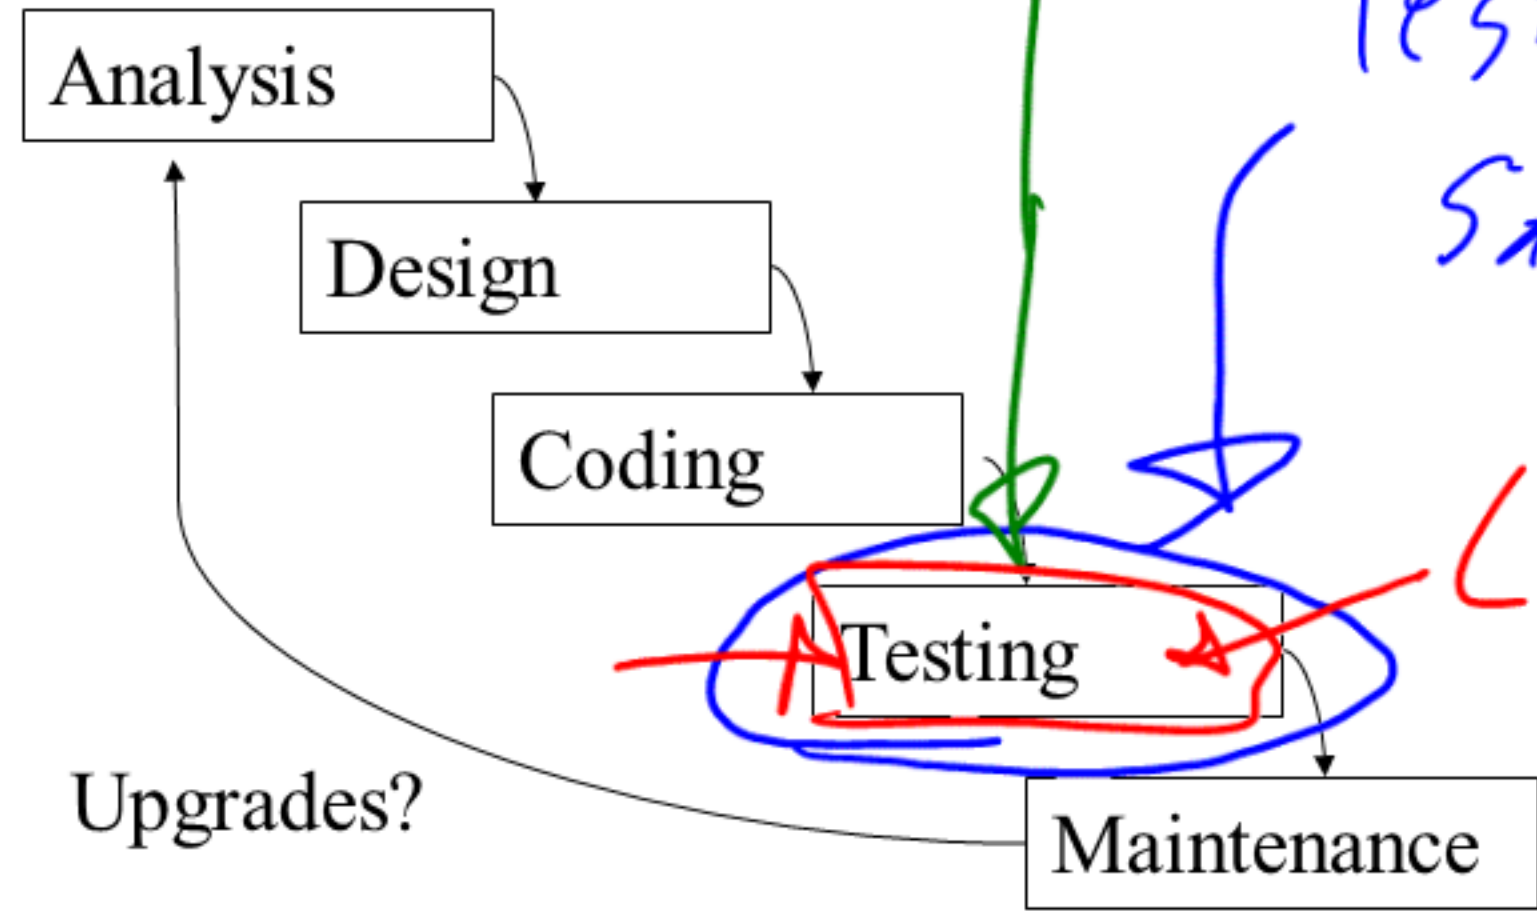 Analysis
Design
Coding
Testing
Upgrades?
Maintenance